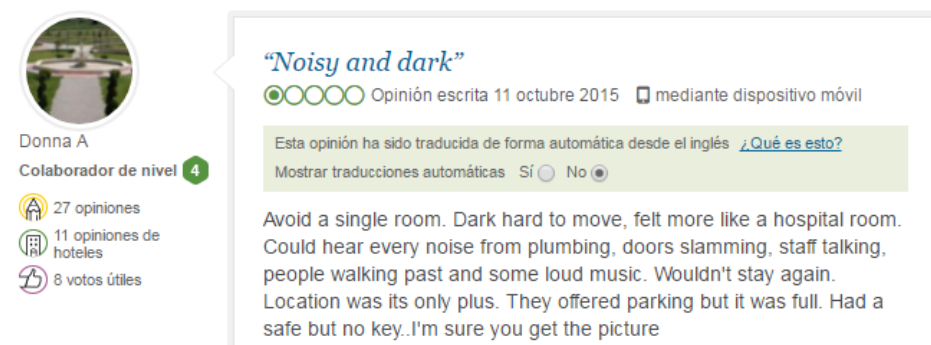 “Noisy and dark”
Opinión escrita 11 octubre 2015 mediante dispositivo móvil
Donna A
Colaborador de nivel 4
27 opiniones
11 opiniones de
hoteles
8 votos útiles
Esta opinión ha sido traducida de forma automática desde el inglés ¿Qué es esto?
Mostrar traducciones automáticas Sí No
Avoid a single room. Dark hard to move, felt more like a hospital room.
Could hear every noise from plumbing, doors slamming, staff talking,
people walking past and some loud music. Wouldn't stay again.
Location was its only plus. They offered parking but it was full. Had a
safe but no key..I'm sure you get the picture